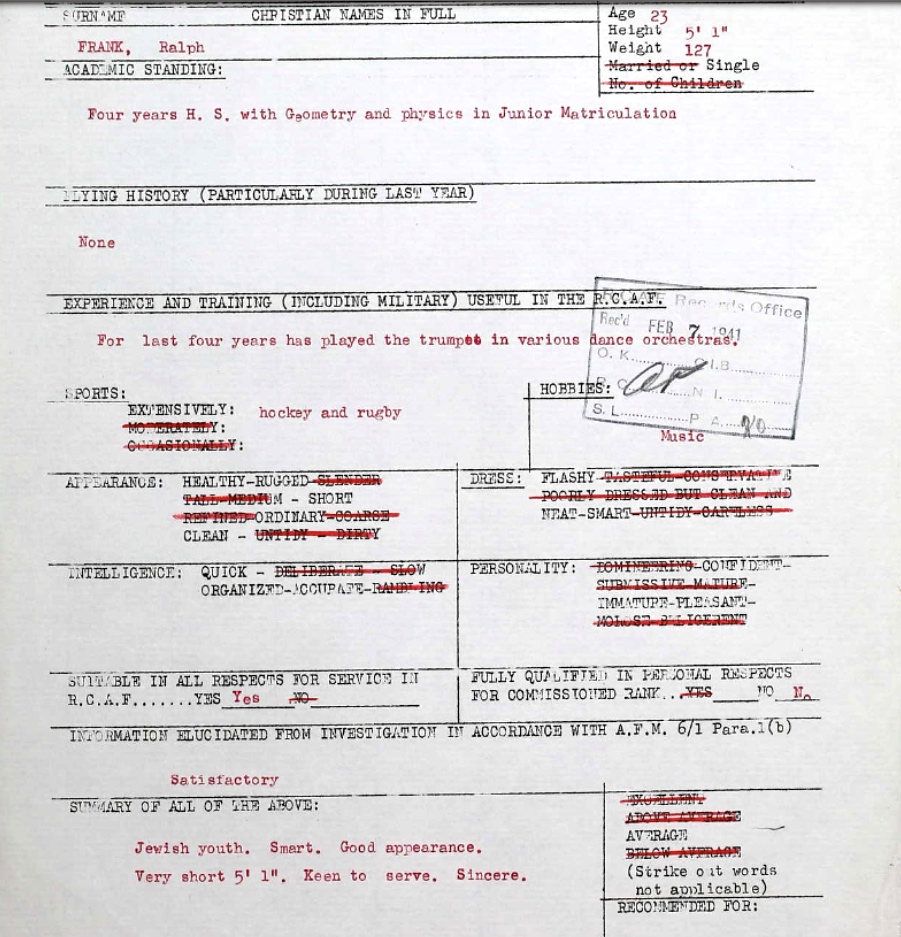 SURNAME CHRISTIAN NAMES IN FULL
Age 23
Height 5' 1"
Weight 127
Married or Single
No. of Children
FRANK, Ralph
ACADEMIC STANDING:
Four years H. S. with Geometry and physics in Junior Matriculation
FLYING HISTORY (PARTICULARLY DURING LAST YEAR)
None
EXPERIENCE AND TRAINING (INCLUDING MILITARY) USEFUL IN THE R.C.A.F.
Records Office
Rec'd FEB 7 1941
For last four years has played the trumpet in various dance orchestras.
O. K. C.I.B.
R. C. N. I.
S. L. P. A.
SPORTS:
EXTENSIVELY: hockey and rugby
MODERATELY:
OCCASIONALLY:
HOBBIES:
Music
APPEARANCE: HEALTHY-RUGGED-SLENDER
TALL-MEDIUM - SHORT
REFINED-ORDINARY-COARSE
CLEAN - UNTIDY - DIRTY
DRESS: FLASHY-TASTEFUL-CONSERVATIVE
POORLY DRESSED BUT CLEAN AND
NEAT-SMART-UNTIDY-CARELESS
INTELLIGENCE: QUICK - DELIBERATE - SLOW
ORGANIZED-ACCURATE-RAMBLING
PERSONALITY: DOMINEERING-CONFIDENT-
SUBMISSIVE-MATURE-
IMMATURE-PLEASANT-
MOROSE-BLLIGERENT
SUITABLE IN ALL RESPECTS FOR SERVICE IN
R.C.A.F.......YES Yes NO
FULLY QUALIFIED IN PERSONAL RESPECTS
FOR COMMISSIONED RANK...YES NO No
INFORMATION ELUCIDATED FROM INVESTIGATION IN ACCORDANCE WITH A.F.M. 6/1 Para.1(b)
Satisfactory
SUMMARY OF ALL OF THE ABOVE:
Jewish youth. Smart. Good appearance.
Very short 5' 1". Keen to serve. Sincere.
EXCELLENT
ABOVE AVERAGE
AVERAGE
BELOW AVERAGE
(Strike out words
not applicable)
RECOMMENDED FOR: